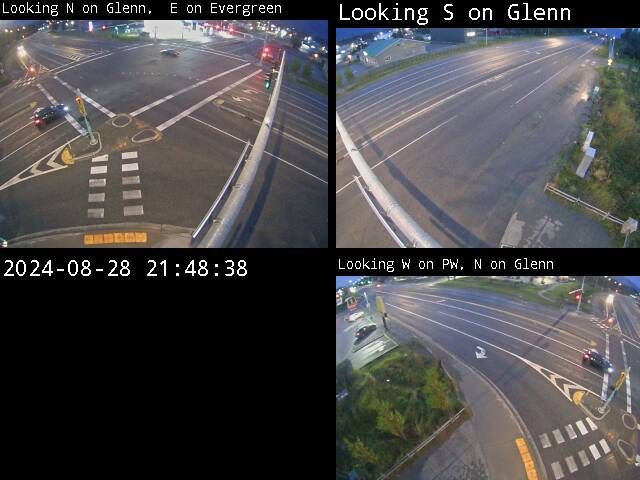 Looking N on Glenn,  E on Evergreen
Looking S on Glenn
2024-08-28 21:48:38
Looking W on PW, N on Glenn